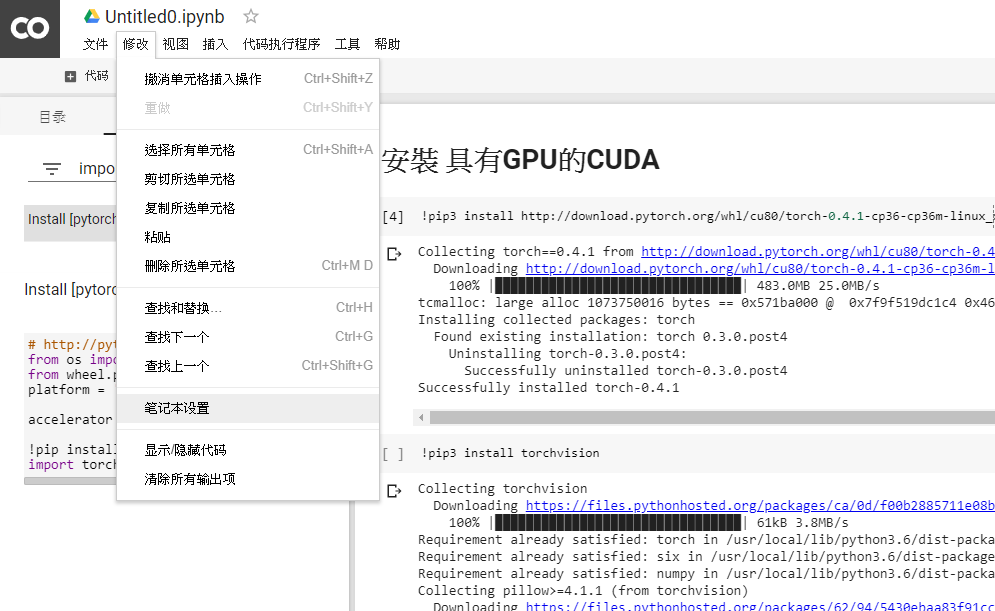 CO Untitled0.ipynb
文件 修改 视图 插入 代码执行程序 工具 帮助
代码
目录
impo
Install [pytorch
Install [pytorc
# http://pyt
from os impo
from wheel.p
platform =
accelerator
!pip install
import torch
撤消单元格插入操作 Ctrl+Shift+Z
重做 Ctrl+Shift+Y
选择所有单元格 Ctrl+Shift+A
剪切所选单元格
复制所选单元格
粘贴
删除所选单元格 Ctrl+M D
查找和替换… Ctrl+H
查找下一个 Ctrl+G
查找上一个 Ctrl+Shift+G
笔记本设置
显示/隐藏代码
清除所有输出项
安裝 具有GPU的CUDA
[4] !pip3 install http://download.pytorch.org/whl/cu80/torch-0.4.1-cp36-cp36m-linux_
Collecting torch==0.4.1 from http://download.pytorch.org/whl/cu80/torch-0.4
Downloading http://download.pytorch.org/whl/cu80/torch-0.4.1-cp36-cp36m-l
100% |████████████████████████████████| 483.0MB 25.0MB/s
tcmalloc: large alloc 1073750016 bytes == 0x571ba000 @ 0x7f9f519dc1c4 0x46
Installing collected packages: torch
Found existing installation: torch 0.3.0.post4
Uninstalling torch-0.3.0.post4:
Successfully uninstalled torch-0.3.0.post4
Successfully installed torch-0.4.1
[ ] !pip3 install torchvision
Collecting torchvision
Downloading https://files.pythonhosted.org/packages/ca/0d/f00b2885711e08b
100% |████████████████████████████████| 61kB 3.8MB/s
Requirement already satisfied: torch in /usr/local/lib/python3.6/dist-packa
Requirement already satisfied: six in /usr/local/lib/python3.6/dist-package
Requirement already satisfied: numpy in /usr/local/lib/python3.6/dist-packa
Collecting pillow>=4.1.1 (from torchvision)
Downloading https://files.pythonhosted.org/packages/62/94/5430ebaa83f91cc